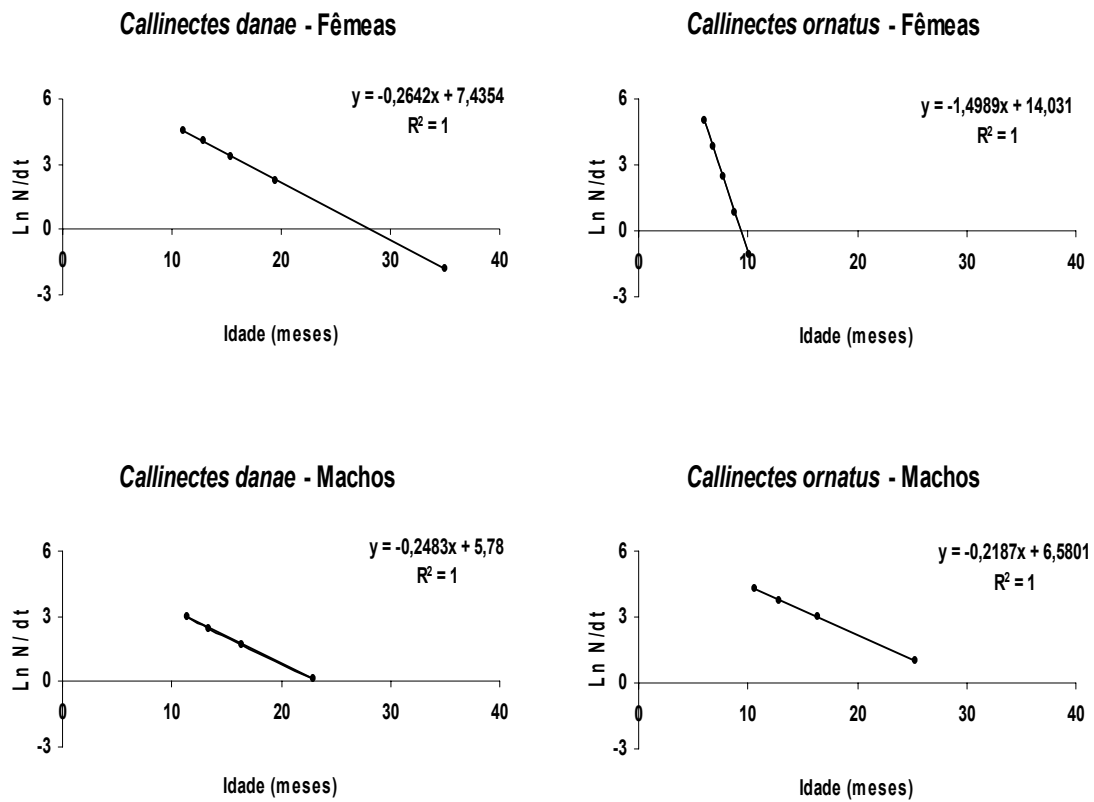 Callinectes danae - Fêmeas
y = -0,2642x + 7,4354
R² = 1
Ln N/dt
6
3
0
-3
0 10 20 30 40
Idade (meses)
Callinectes ornatus - Fêmeas
y = -1,4989x + 14,031
R² = 1
Ln N/dt
6
3
0
-3
0 10 20 30 40
Idade (meses)
Callinectes danae - Machos
y = -0,2483x + 5,78
R² = 1
Ln N/dt
6
3
0
-3
0 10 20 30 40
Idade (meses)
Callinectes ornatus - Machos
y = -0,2187x + 6,5801
R² = 1
Ln N/dt
6
3
0
-3
0 10 20 30 40
Idade (meses)